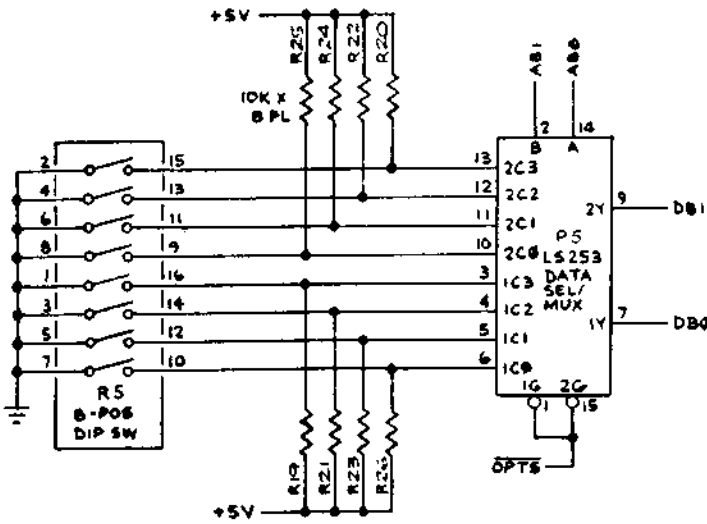 +5V
R25
R24
R22
R20
10K X
8 PL
AB1
AB0
2
B
14
A
2
15
13
2C3
4
13
12
2C2
6
11
11
2C1
2Y
9
DB1
8
9
10
2C0
P5
LS253
DATA
SEL/
MUX
1
16
3
1C3
3
14
4
1C2
5
12
5
1C1
1Y
7
DB0
7
10
6
1C0
R5
8-POS
DIP SW
1G
2G
1
15
OPTS
R19
R21
R23
R26
+5V